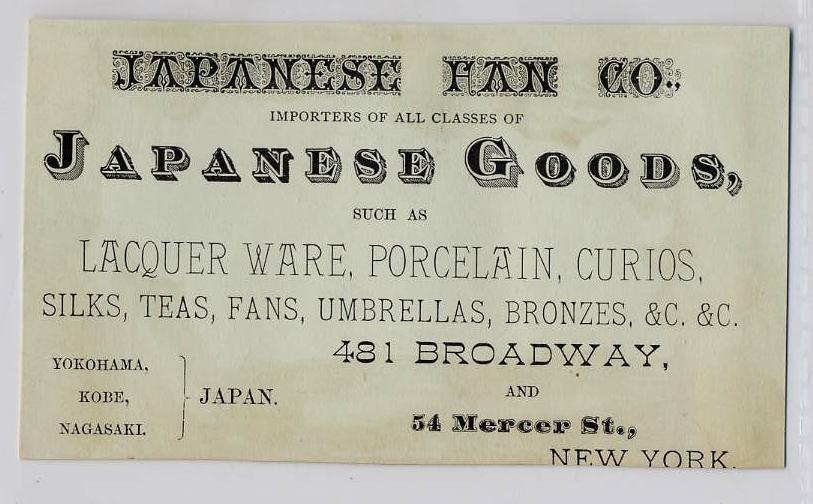 JAPANESE FAN CO.,
IMPORTERS OF ALL CLASSES OF
JAPANESE GOODS,
SUCH AS
LACQUER WARE, PORCELAIN, CURIOS,
SILKS, TEAS, FANS, UMBRELLAS, BRONZES, &C. &C.
481 BROADWAY,
AND
54 Mercer St.,
NEW YORK.
YOKOHAMA,
KOBE,
NAGASAKI.
JAPAN.